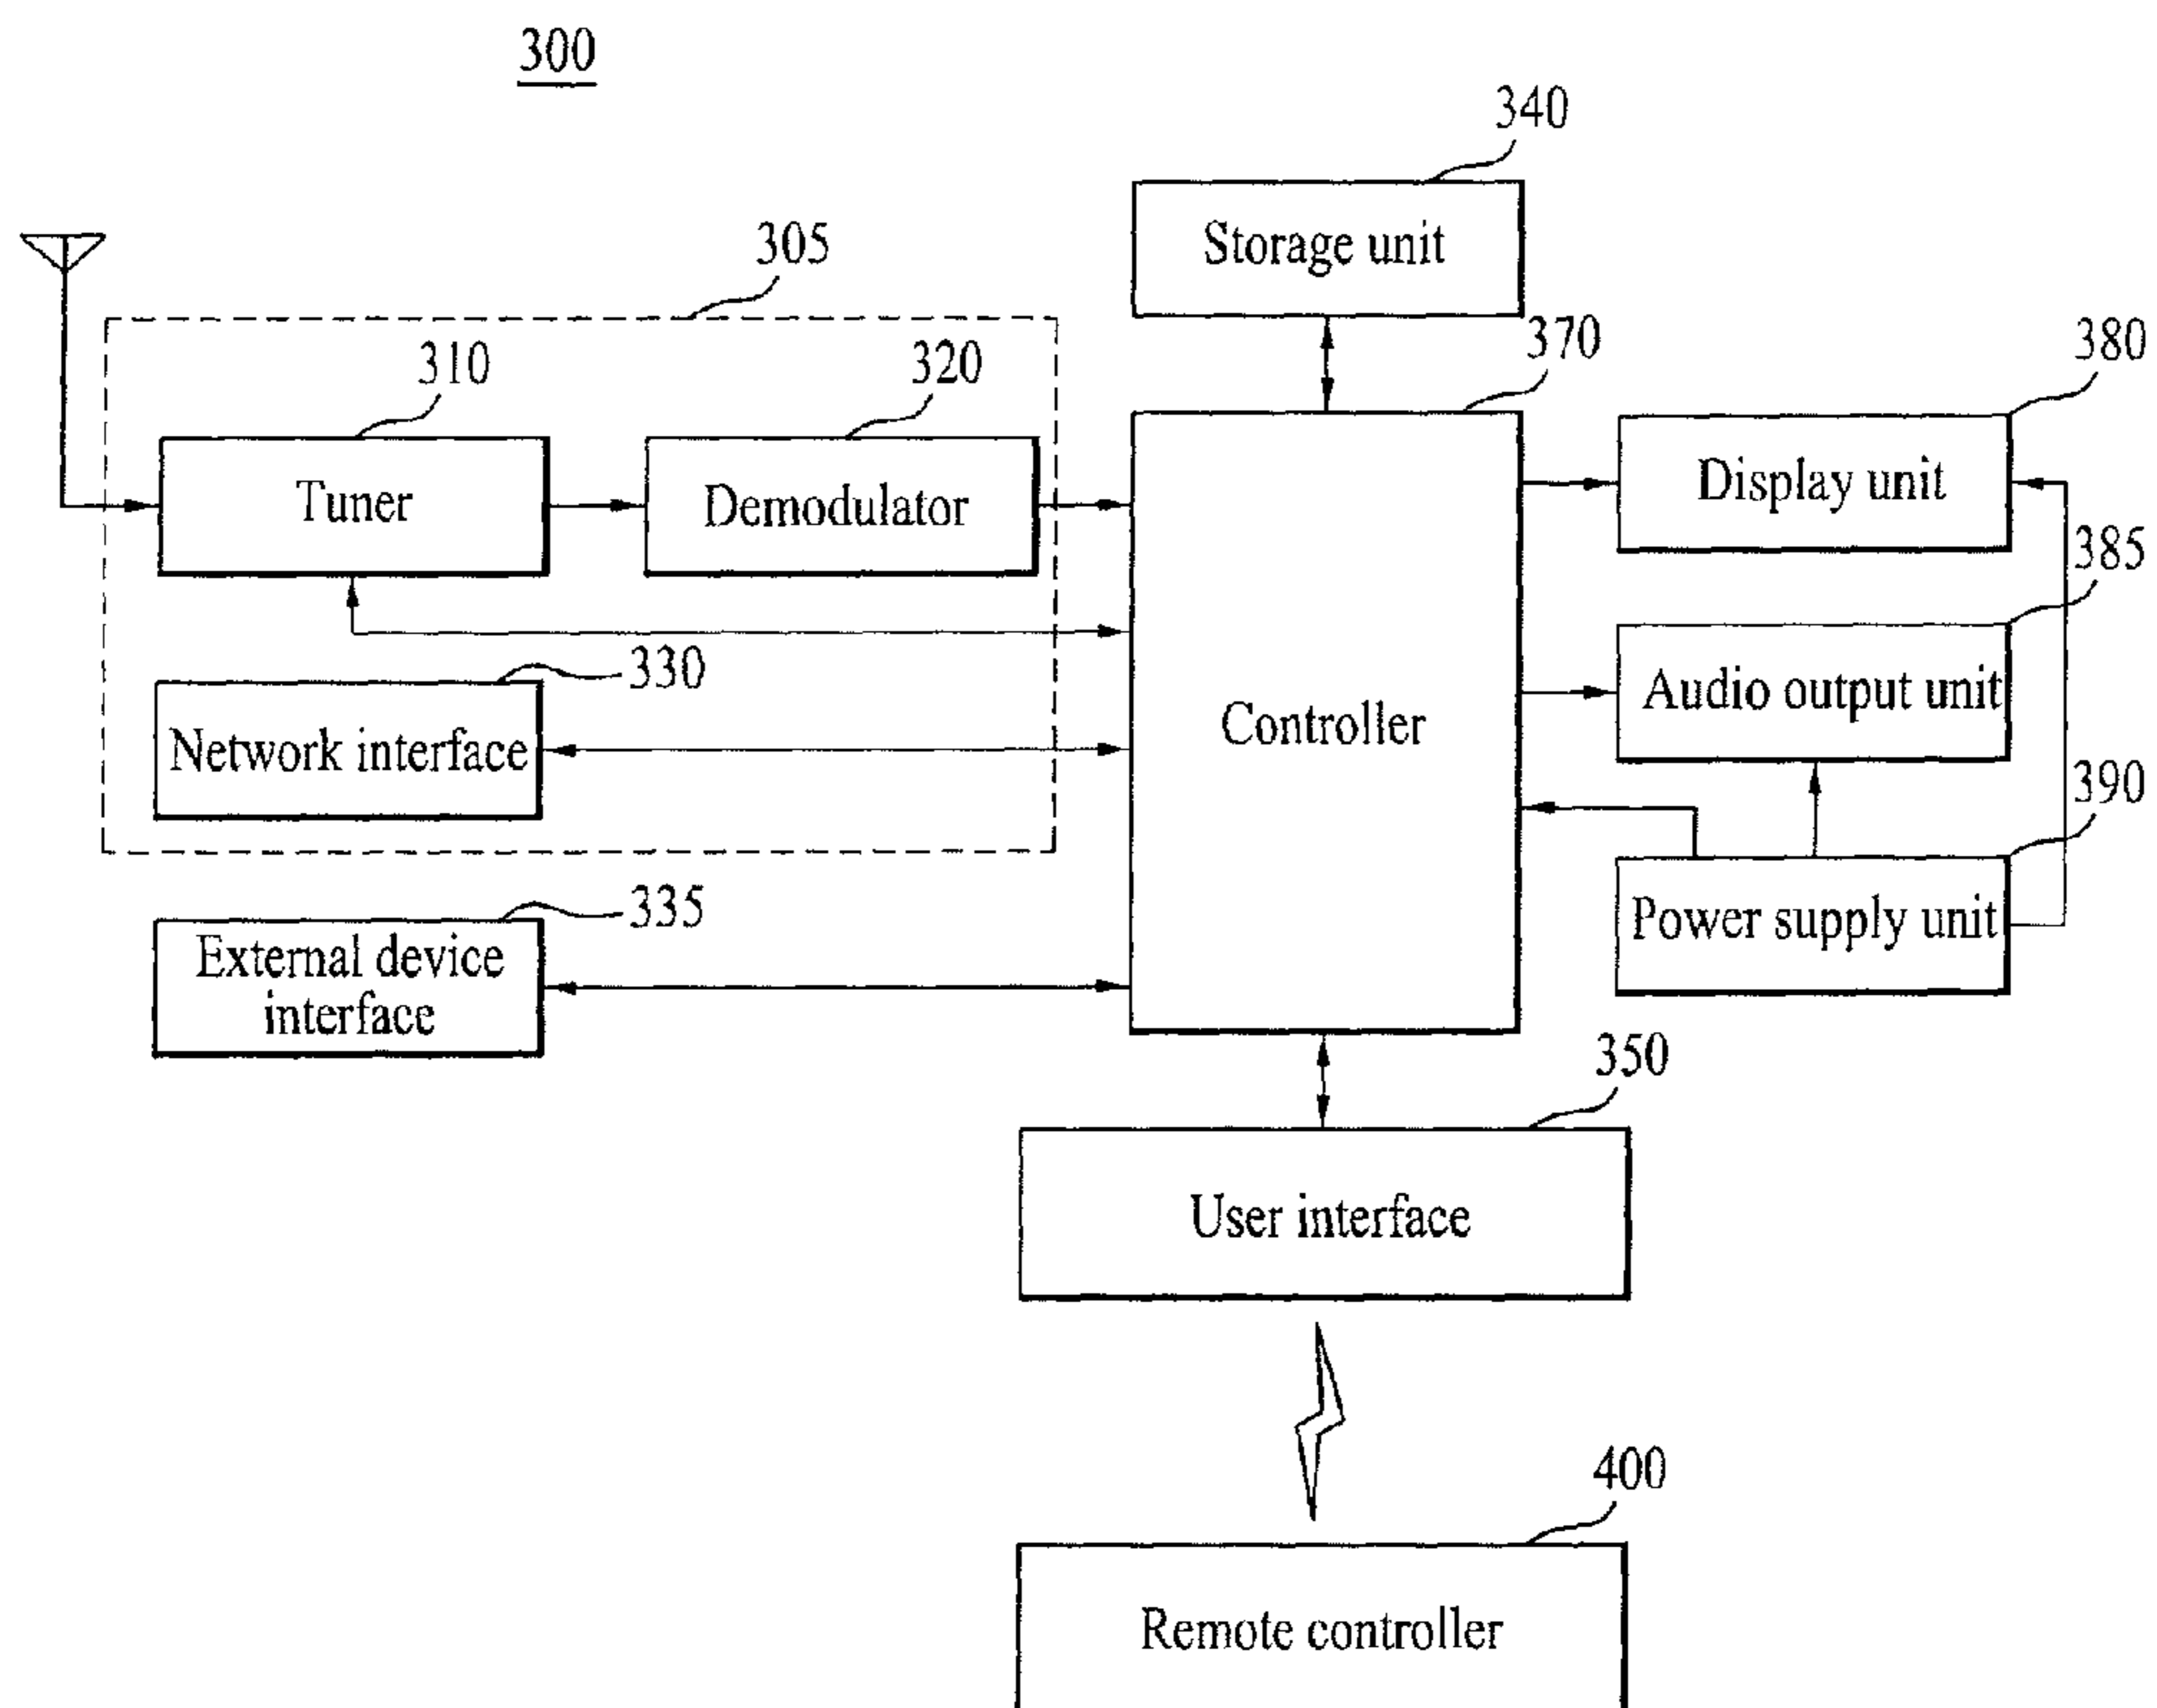 300
340
Storage unit
305
370
380
310
320
Tuner
Demodulator
Display unit
385
330
Network interface
Controller
Audio output unit
390
335
External device
interface
Power supply unit
350
User interface
400
Remote controller